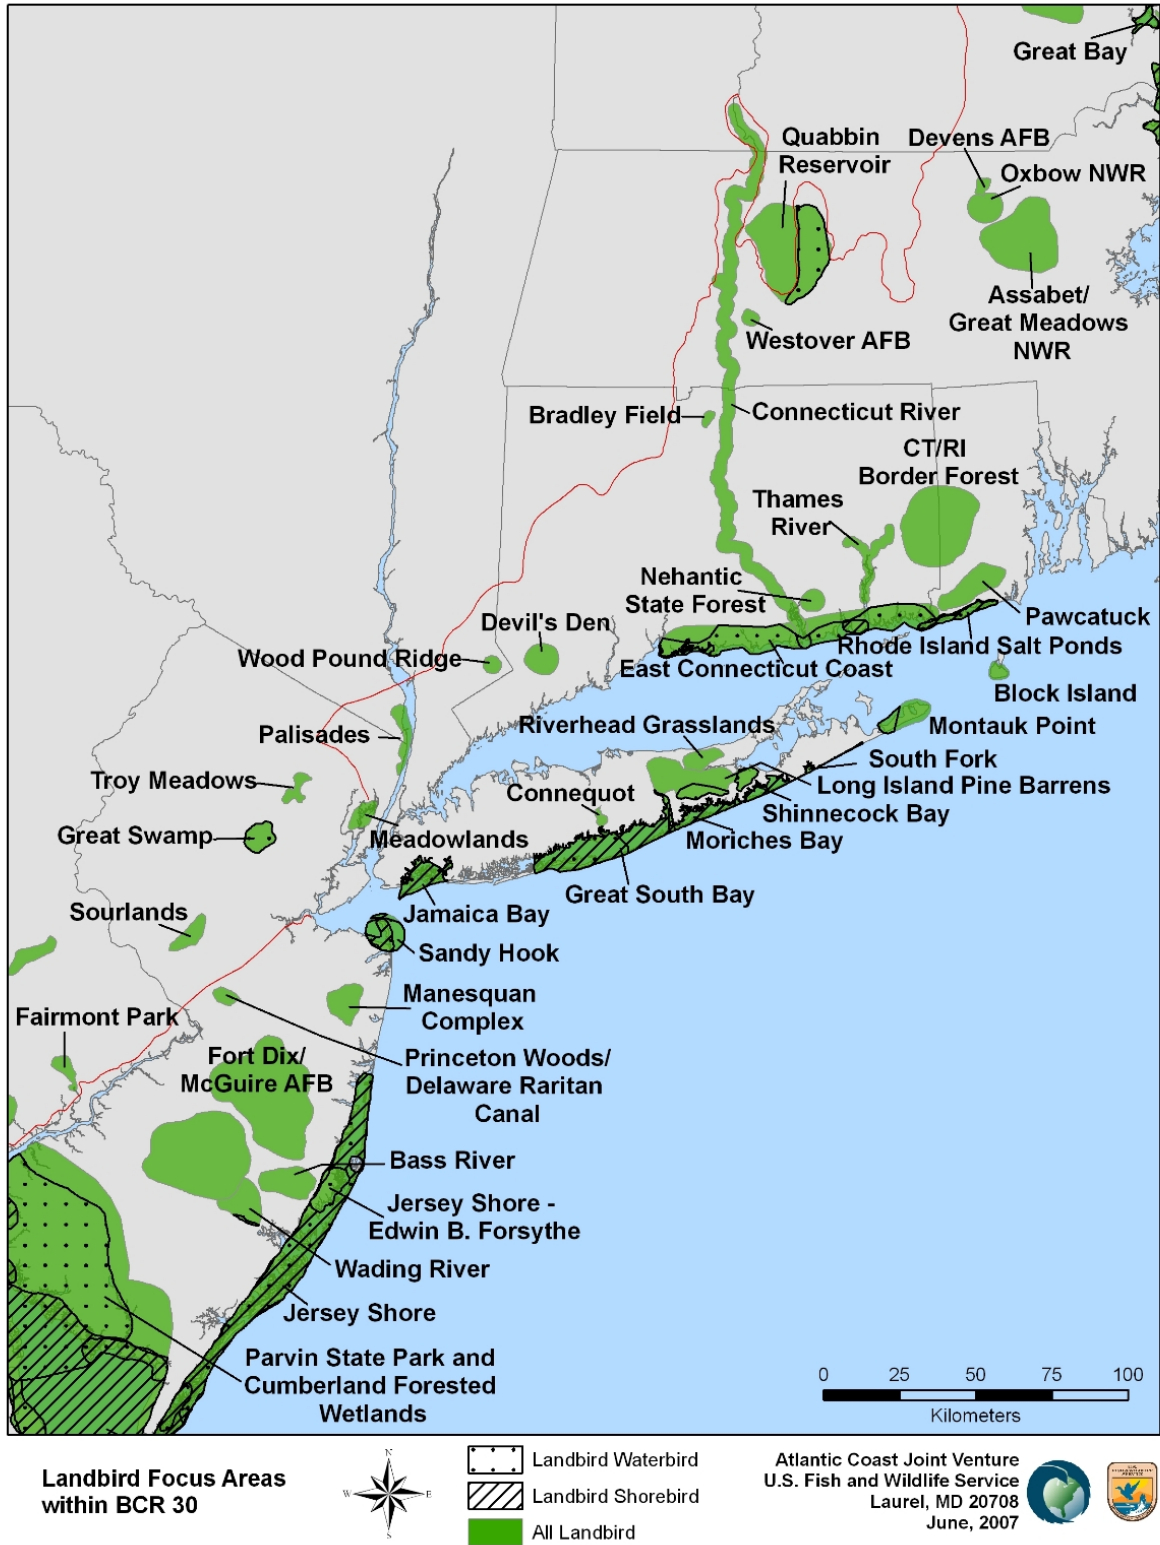 Great Bay
Quabbin
Reservoir
Devens AFB
Oxbow NWR
Assabet/
Great Meadows
NWR
Westover AFB
Bradley Field
Connecticut River
CT/RI
Border Forest
Thames
River
Nehantic
State Forest
Pawcatuck
Devil's Den
Rhode Island Salt Ponds
Wood Pound Ridge
East Connecticut Coast
Block Island
Riverhead Grasslands
Montauk Point
Palisades
South Fork
Troy Meadows
Long Island Pine Barrens
Connequot
Shinnecock Bay
Great Swamp
Meadowlands
Moriches Bay
Great South Bay
Sourlands
Jamaica Bay
Sandy Hook
Manesquan
Complex
Fairmont Park
Fort Dix/
McGuire AFB
Princeton Woods/
Delaware Raritan
Canal
Bass River
Jersey Shore -
Edwin B. Forsythe
Wading River
Jersey Shore
Parvin State Park and
Cumberland Forested
Wetlands
0 25 50 75 100
Kilometers
Landbird Focus Areas
within BCR 30
N
W E
S
Landbird Waterbird
Landbird Shorebird
All Landbird
Atlantic Coast Joint Venture
U.S. Fish and Wildlife Service
Laurel, MD 20708
June, 2007